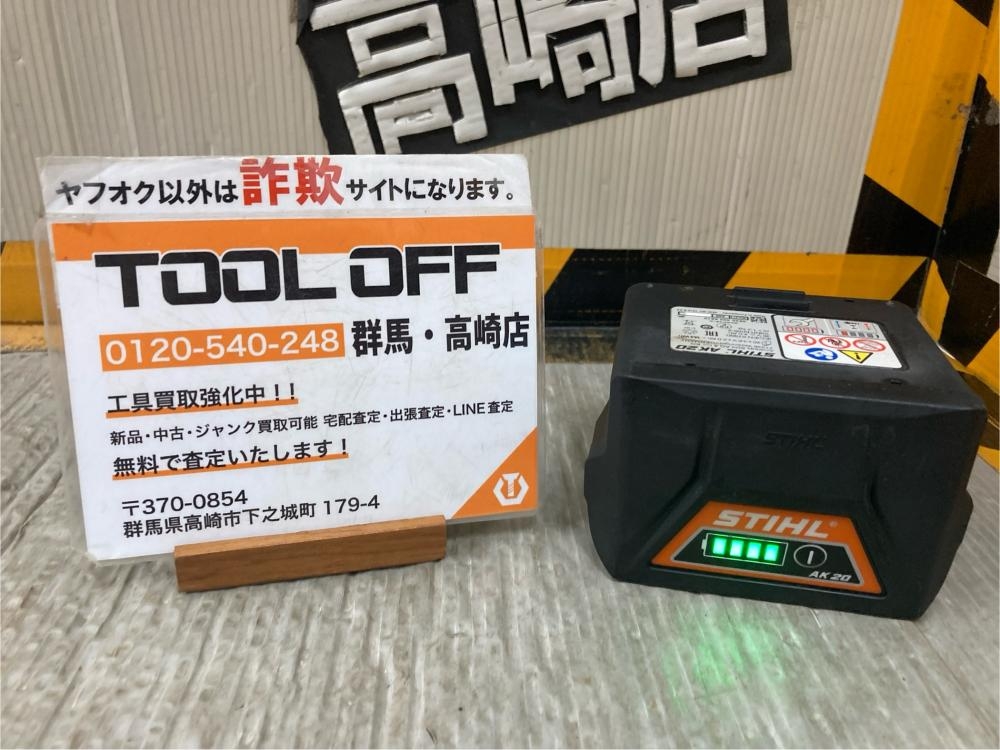 高崎店
ヤフオク以外は詐欺サイトになります。
TOOL OFF
0120-540-248 群馬・高崎店
工具買取強化中！！
新品・中古・ジャンク買取可能 宅配査定・出張査定・LINE査定
無料で査定いたします！
〒370-0854
群馬県高崎市下之城町 179-4
STIHL AK 20
STIHL
STIHL
AK 20